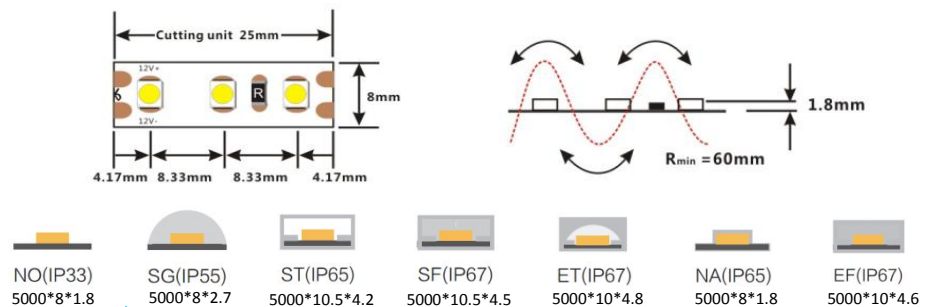 Cutting unit 25mm
12V+
R
12V-
8mm
4.17mm 8.33mm 8.33mm 4.17mm
1.8mm
Rmin =60mm
NO(IP33) SG(IP55) ST(IP65) SF(IP67) ET(IP67) NA(IP65) EF(IP67)
5000*8*1.8 5000*8*2.7 5000*10.5*4.2 5000*10.5*4.5 5000*10*4.8 5000*8*1.8 5000*10*4.6